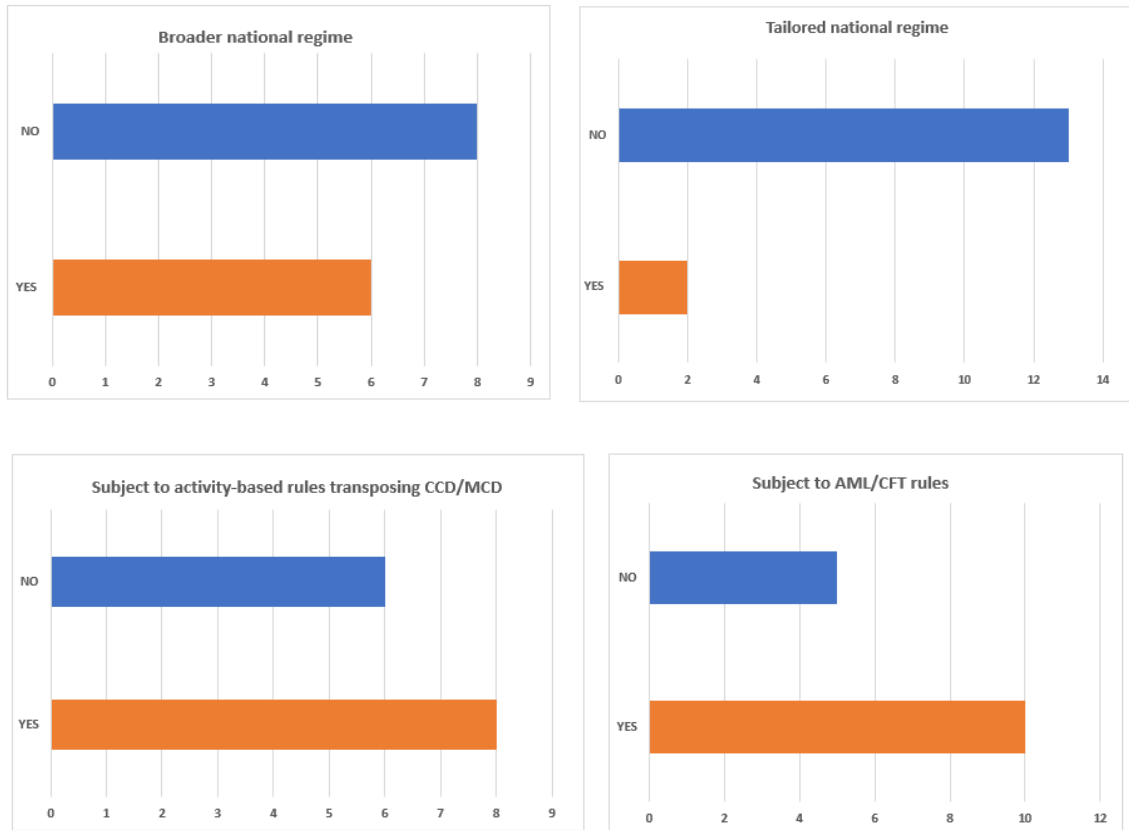 Broader national regime
NO
YES
0 1 2 3 4 5 6 7 8 9
Tailored national regime
NO
YES
0 2 4 6 8 10 12 14
Subject to activity-based rules transposing CCD/MCD
NO
YES
0 1 2 3 4 5 6 7 8 9
Subject to AML/CFT rules
NO
YES
0 2 4 6 8 10 12